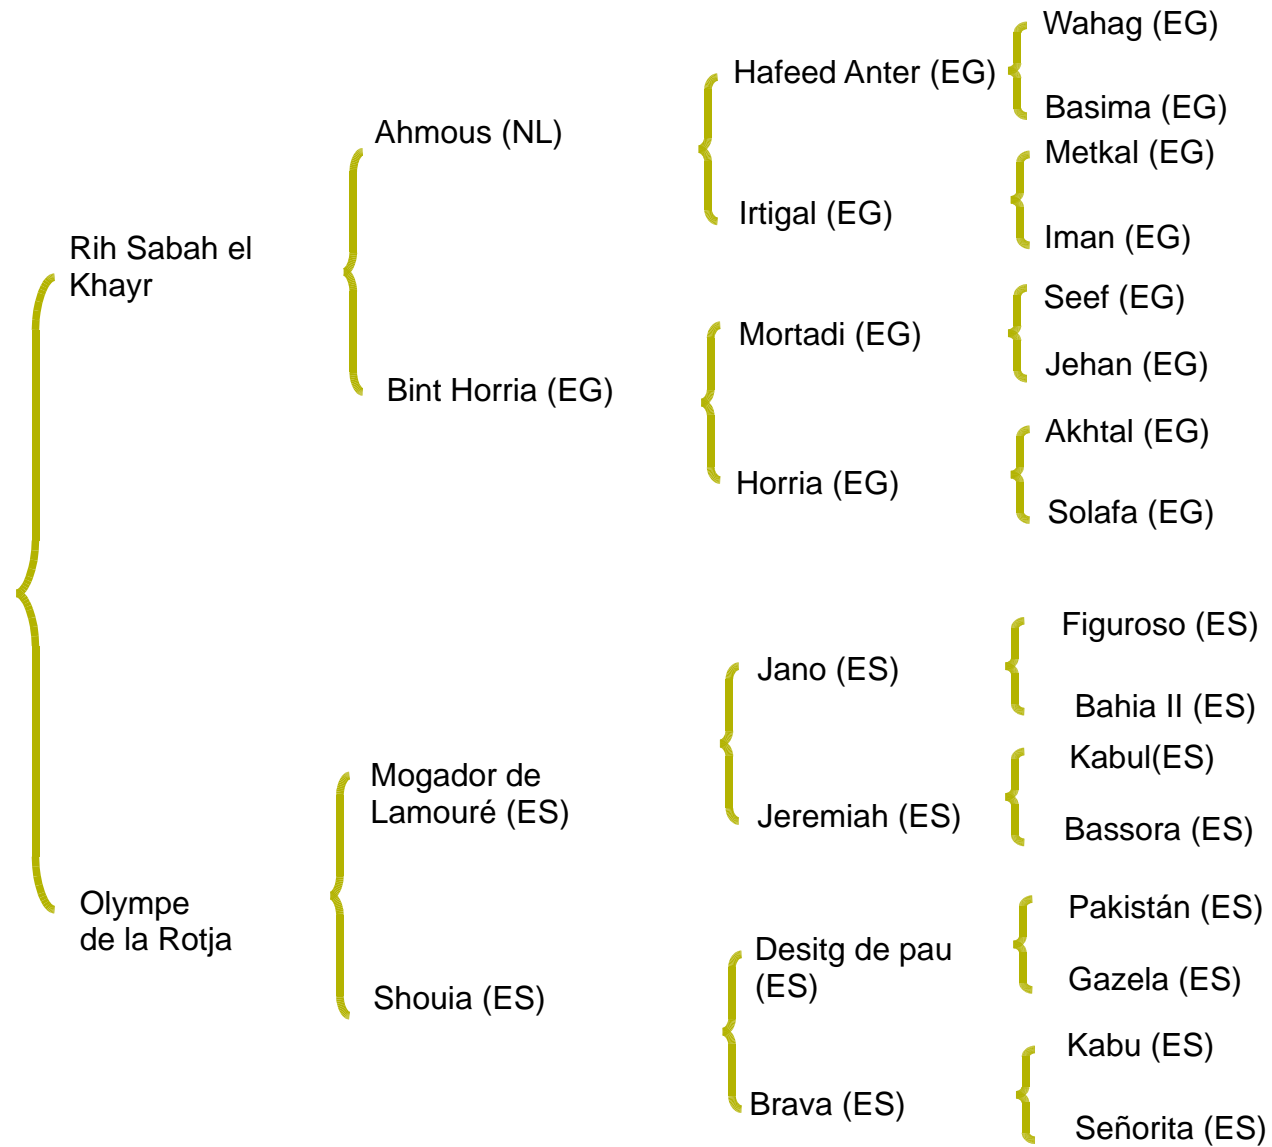 Wahag (EG)
Hafeed Anter (EG)
Basima (EG)
Ahmous (NL)
Metkal (EG)
Irtigal (EG)
Iman (EG)
Rih Sabah el
Khayr
Seef (EG)
Mortadi (EG)
Jehan (EG)
Bint Horria (EG)
Akhtal (EG)
Horria (EG)
Solafa (EG)
Figuroso (ES)
Jano (ES)
Bahia II (ES)
Mogador de
Lamouré (ES)
Kabul(ES)
Jeremiah (ES)
Bassora (ES)
Olympe
de la Rotja
Pakistán (ES)
Desitg de pau
(ES)
Gazela (ES)
Shouia (ES)
Kabu (ES)
Brava (ES)
Señorita (ES)